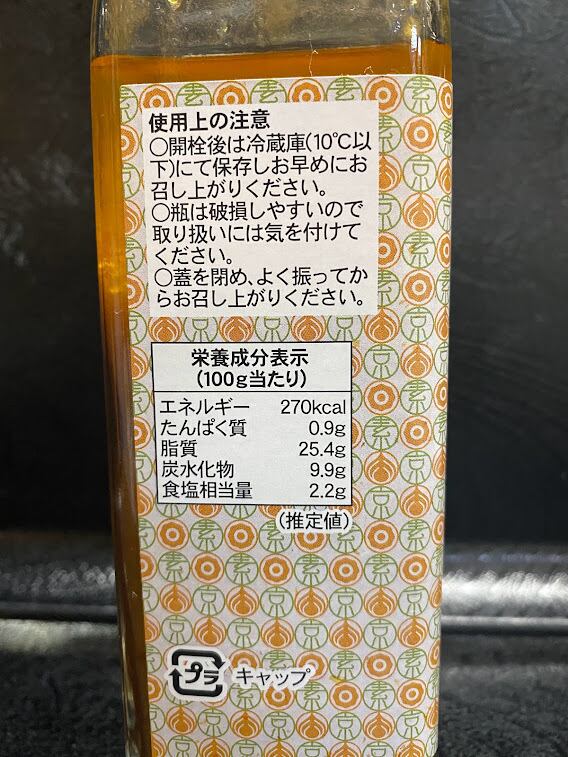 使用上の注意
○開栓後は冷蔵庫(10℃以
下)にて保存しお早めにお
召し上がりください。
○瓶は破損しやすいので
取り扱いには気を付けて
ください。
○蓋を閉め、よく振ってか
らお召し上がりください。
栄養成分表示
(100g当たり)
エネルギー 270kcal
たんぱく質 0.9g
脂質 25.4g
炭水化物 9.9g
食塩相当量 2.2g
(推定値)
プラ キャップ